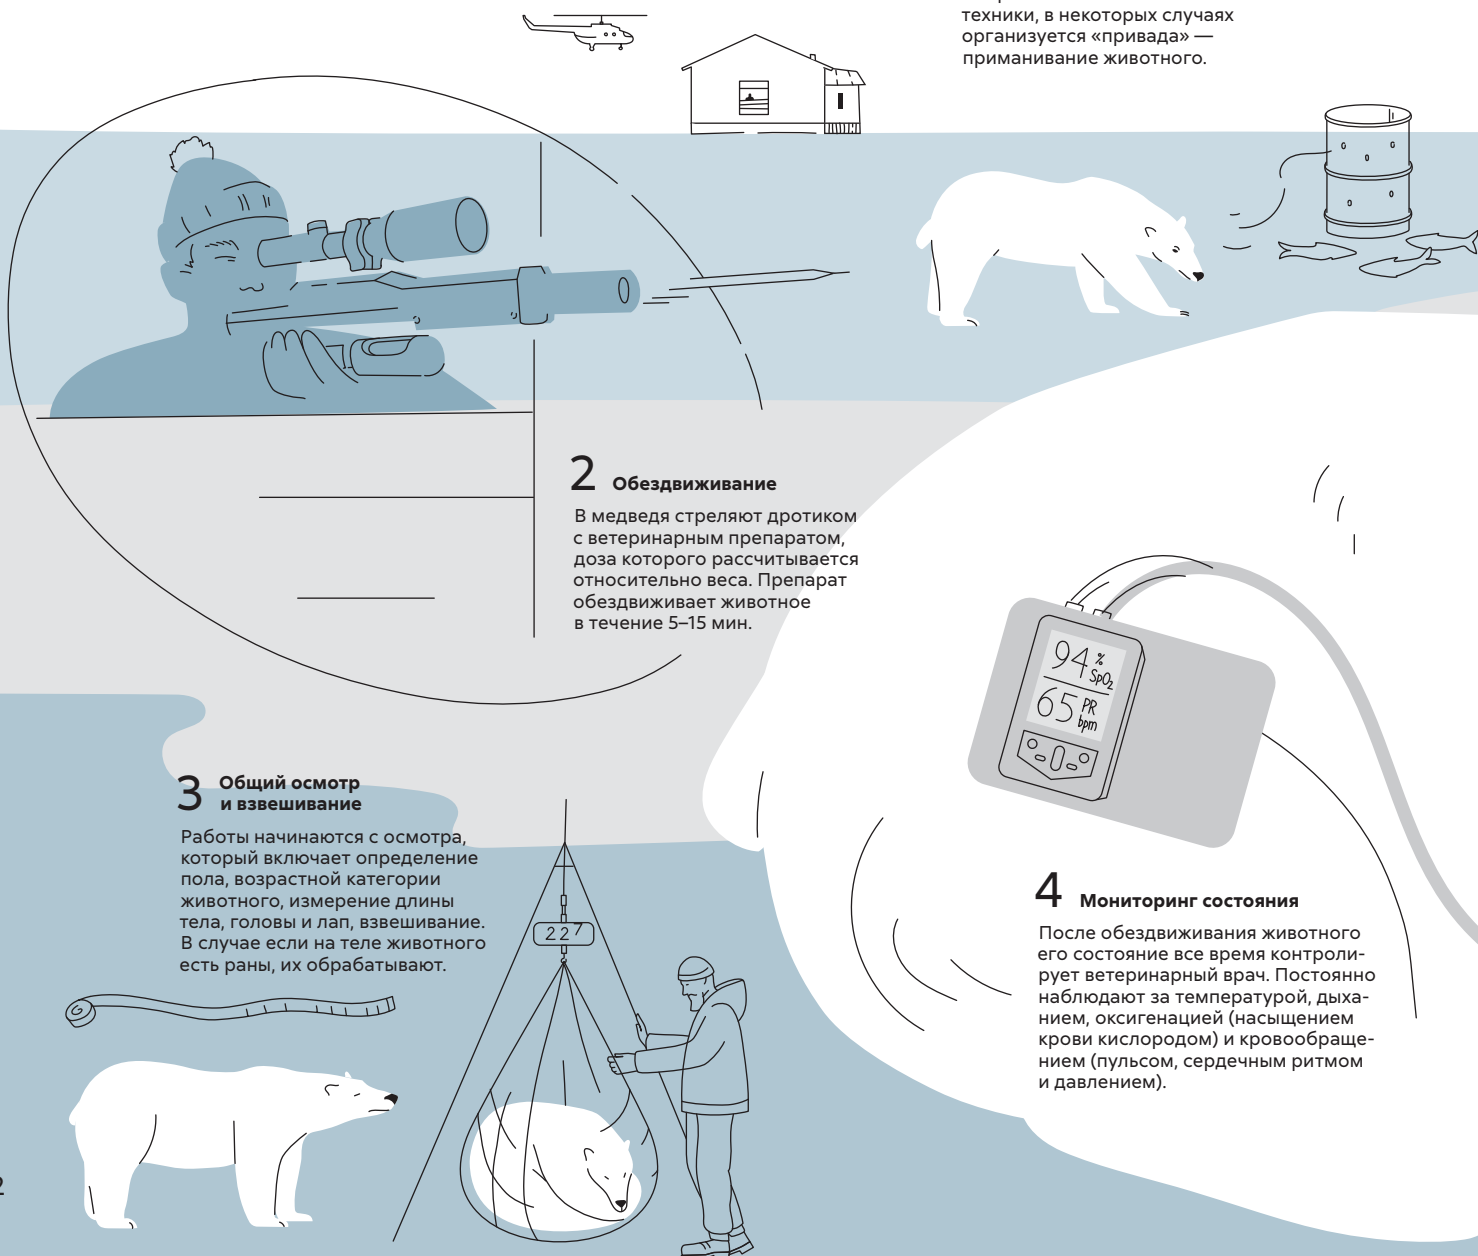 техники, в некоторых случаях
организуется «привада» —
приманивание животного.
2 Обездвиживание
В медведя стреляют дротиком
с ветеринарным препаратом,
доза которого рассчитывается
относительно веса. Препарат
обездвиживает животное
в течение 5–15 мин.
94 %
SpO₂
65 PR
bpm
3 Общий осмотр
и взвешивание
Работы начинаются с осмотра,
который включает определение
пола, возрастной категории
животного, измерение длины
тела, головы и лап, взвешивание.
В случае если на теле животного
есть раны, их обрабатывают.
227
4 Мониторинг состояния
После обездвиживания животного
его состояние все время контроли-
рует ветеринарный врач. Постоянно
наблюдают за температурой, дыха-
нием, оксигенацией (насыщением
крови кислородом) и кровообраще-
нием (пульсом, сердечным ритмом
и давлением).